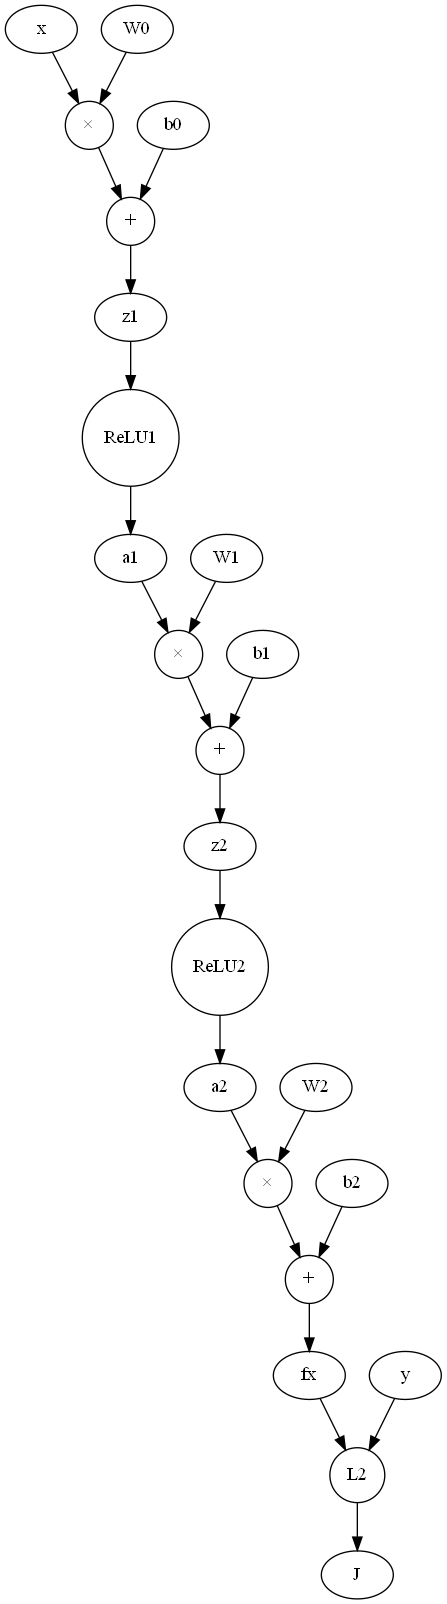 x W0
×
b0
+
z1
ReLU1
a1 W1
×
b1
+
z2
ReLU2
a2 W2
×
b2
+
fx y
L2
J